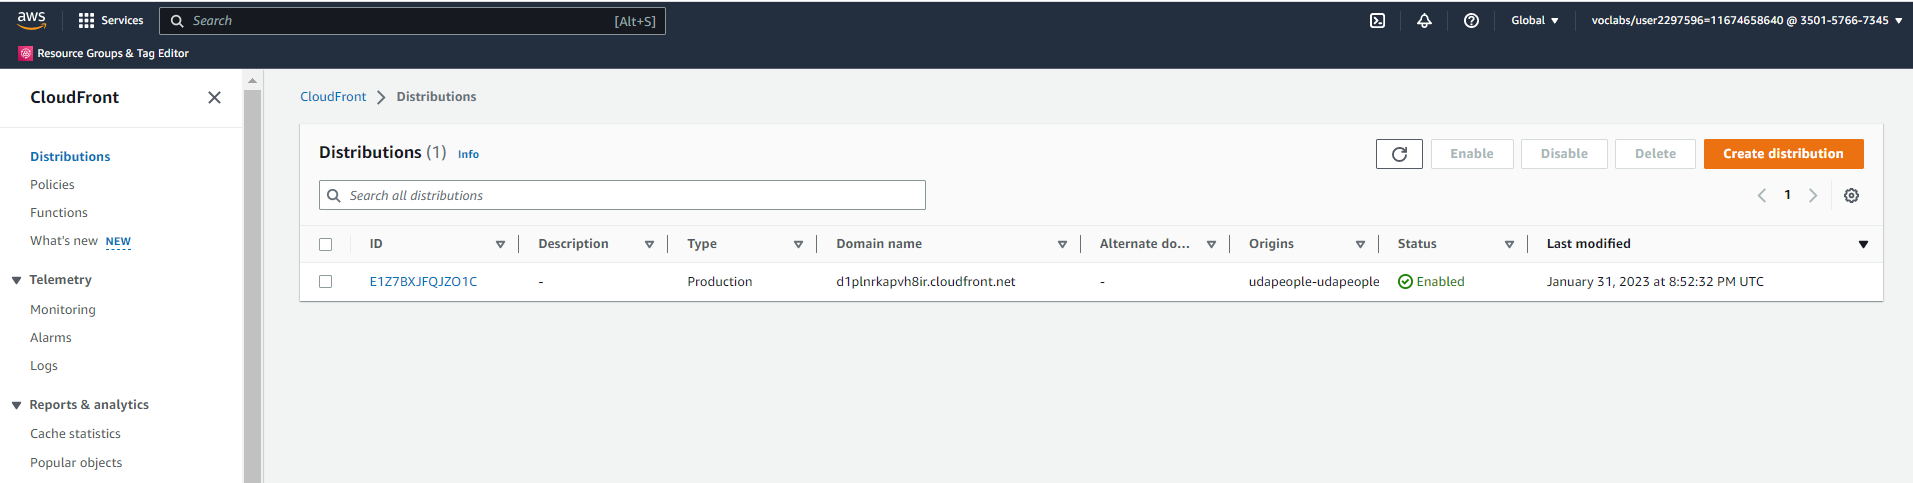 aws Services Search [Alt+S] Global voclabs/user2297596=11674658640 @ 3501-5766-7345
Resource Groups & Tag Editor
CloudFront
Distributions
Policies
Functions
What's new NEW
Telemetry
Monitoring
Alarms
Logs
Reports & analytics
Cache statistics
Popular objects
CloudFront Distributions
Distributions (1) Info Enable Disable Delete Create distribution
Search all distributions 1
ID Description Type Domain name Alternate do... Origins Status Last modified
E1Z7BXJFQJZO1C - Production d1plnrkapvh8ir.cloudfront.net - udapeople-udapeople Enabled January 31, 2023 at 8:52:32 PM UTC